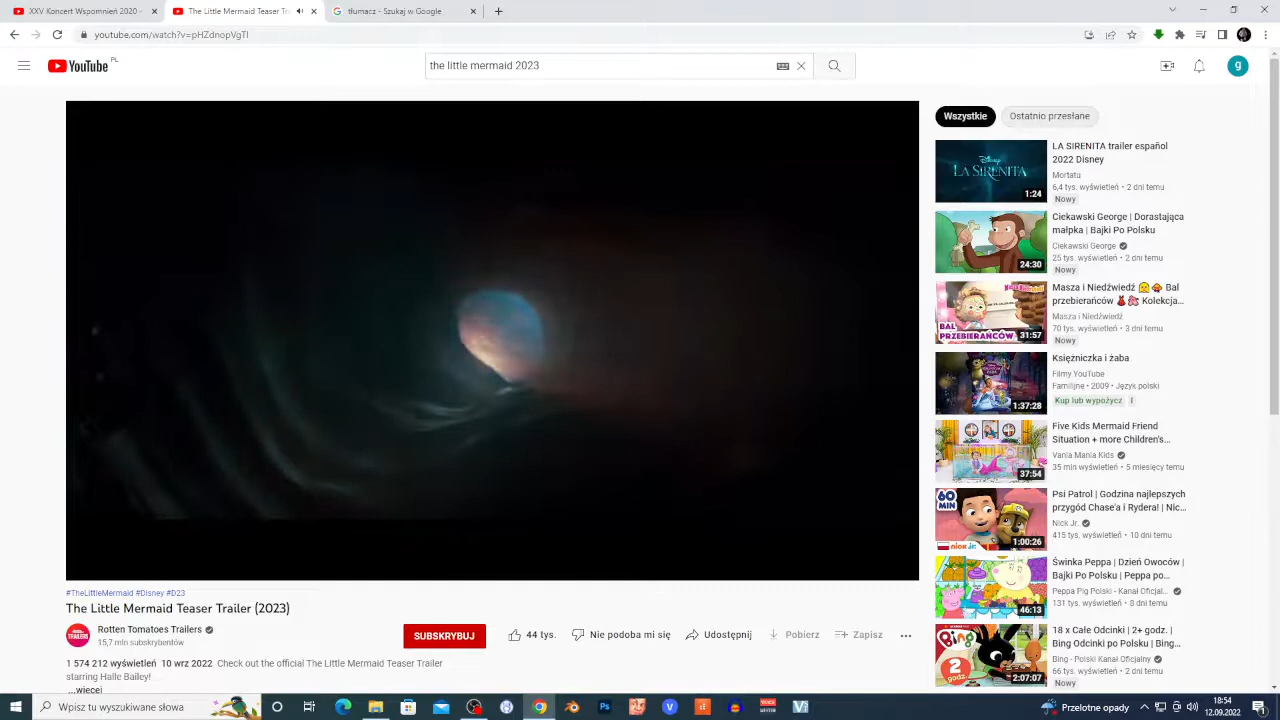 XXV Koncert Wspomnień 2020 -
The Little Mermaid Teaser Tr
tłumacz - Szukaj w Google
youtube.com/watch?v=pHZdnopVgTI
YouTube PL
the little mermaid 2023
g
Wszystkie
Ostatnio przesłane
DISNEY
LA SIRENITA
1:24
LA SIRENITA trailer español
2022 Disney
Mortatu
6,4 tys. wyświetleń • 2 dni temu
Nowy
24:30
Ciekawski George | Dorastająca
małpka | Bajki Po Polsku
Ciekawski George
25 tys. wyświetleń • 2 dni temu
Nowy
BAL
PRZEBIERAŃCÓW
31:57
Masza i Niedźwiedź 🤗👧 Bal
przebierańców 👗💃 Kolekcja...
Masza i Niedźwiedź
70 tys. wyświetleń • 3 dni temu
Nowy
1:37:28
Księżniczka i żaba
Filmy YouTube
Familijne • 2009 • Język polski
Kup lub wypożycz
37:54
Five Kids Mermaid Friend
Situation + more Children's...
Vania Mania Kids
35 mln wyświetleń • 5 miesięcy temu
60
MIN
nick jr.
1:00:26
Psi Patrol | Godzina najlepszych
przygód Chase'a i Rydera! | Nic...
Nick Jr.
415 tys. wyświetleń • 10 dni temu
46:13
Świnka Peppa | Dzień Owoców |
Bajki Po Polsku | Peppa po...
Peppa Pig Polski - Kanał Oficjal...
131 tys. wyświetleń • 8 dni temu
Bing
2
godz.
2:07:07
18 x Całe Odcinki | 2+ godz. |
Bing Odcinki po Polsku | Bing...
Bing - Polski Kanał Oficjalny
66 tys. wyświetleń • 2 dni temu
Nowy
#TheLittleMermaid #Disney #D23
The Little Mermaid Teaser Trailer (2023)
TRAILERS
Rotten Tomatoes Trailers
15,7 mln subskrybentów
SUBSKRYBUJ
44 tys.
Nie podoba mi się
Udostępnij
Pobierz
Zapisz
1 574 212 wyświetleń 10 wrz 2022 Check out the official The Little Mermaid Teaser Trailer
starring Halle Bailey!
...więcej
Wpisz tu wyszukiwane słowa
Przelotne opady
18:54
12.09.2022